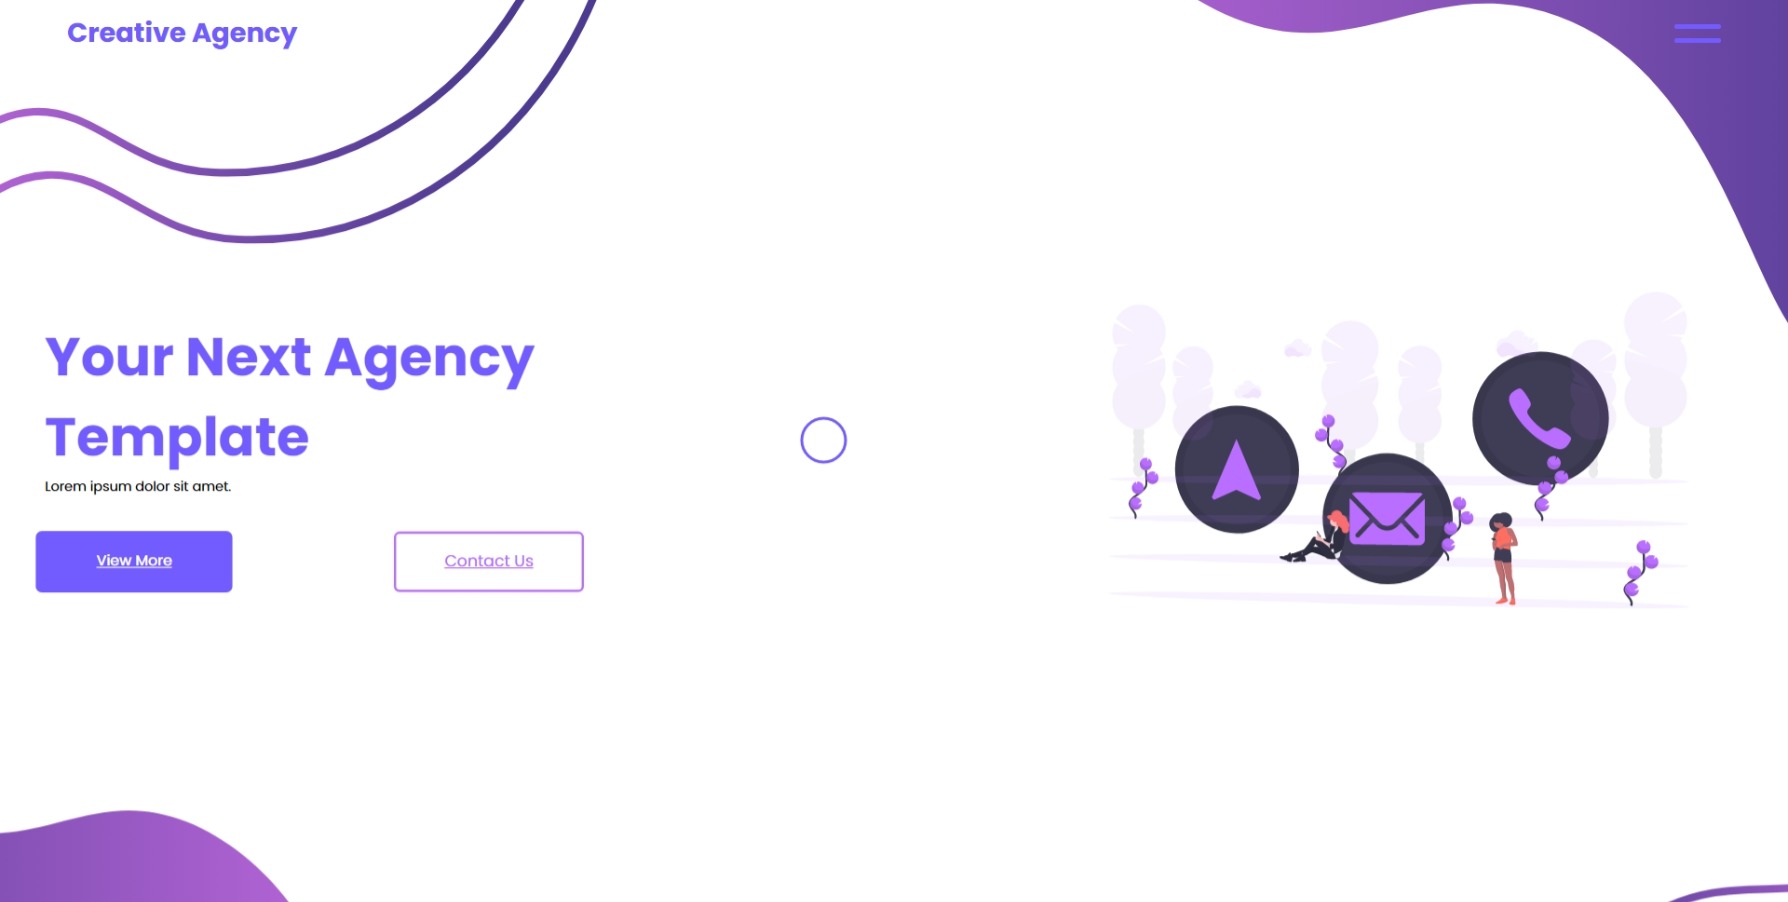 Creative Agency
Your Next Agency
Template
Lorem ipsum dolor sit amet.
View More
Contact Us